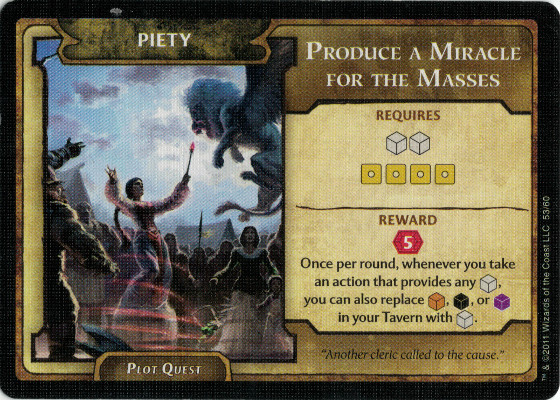 PIETY
PRODUCE A MIRACLE
FOR THE MASSES
REQUIRES
REWARD
5
Once per round, whenever you take
an action that provides any ,
you can also replace , , or
in your Tavern with .
"Another cleric called to the cause."
PLOT QUEST
™ & ©2011 Wizards of the Coast LLC 53/60